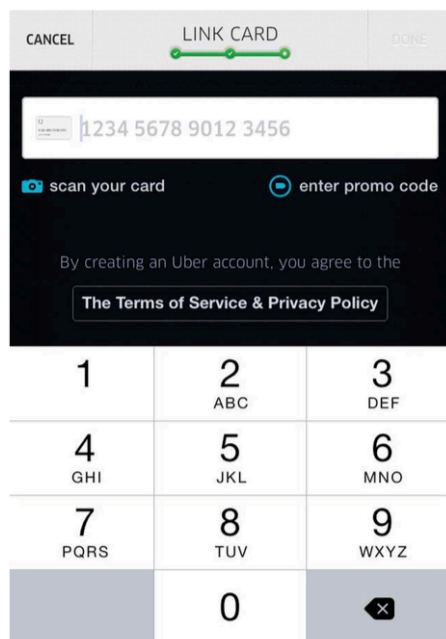 CANCEL
LINK CARD
DONE
1234 5678 9012 3456
scan your card
enter promo code
By creating an Uber account, you agree to the
The Terms of Service & Privacy Policy
1
2
3
ABC
DEF
4
5
6
GHI
JKL
MNO
7
8
9
PQRS
TUV
WXYZ
0